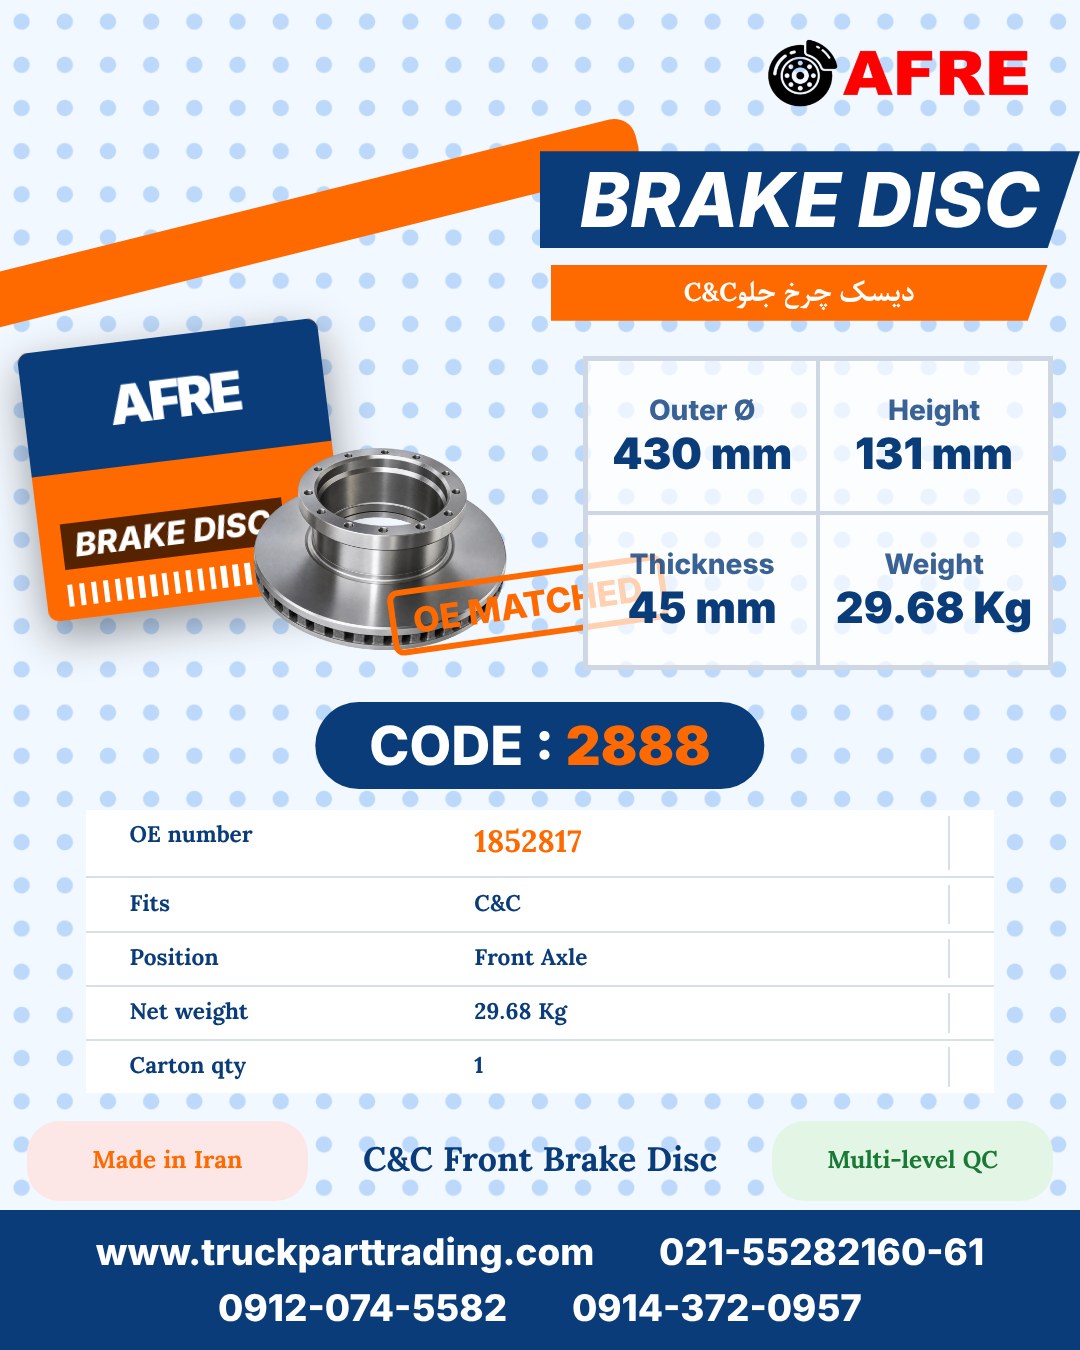 AFRE
BRAKE DISC
دیسک چرخ جلوC&C
AFRE
BRAKE DISC
OE MATCHED
Outer Ø
430 mm
Height
131 mm
Thickness
45 mm
Weight
29.68 Kg
CODE : 2888
OE number 1852817
Fits C&C
Position Front Axle
Net weight 29.68 Kg
Carton qty 1
Made in Iran
C&C Front Brake Disc
Multi-level QC
www.truckparttrading.com 021-55282160-61
0912-074-5582 0914-372-0957